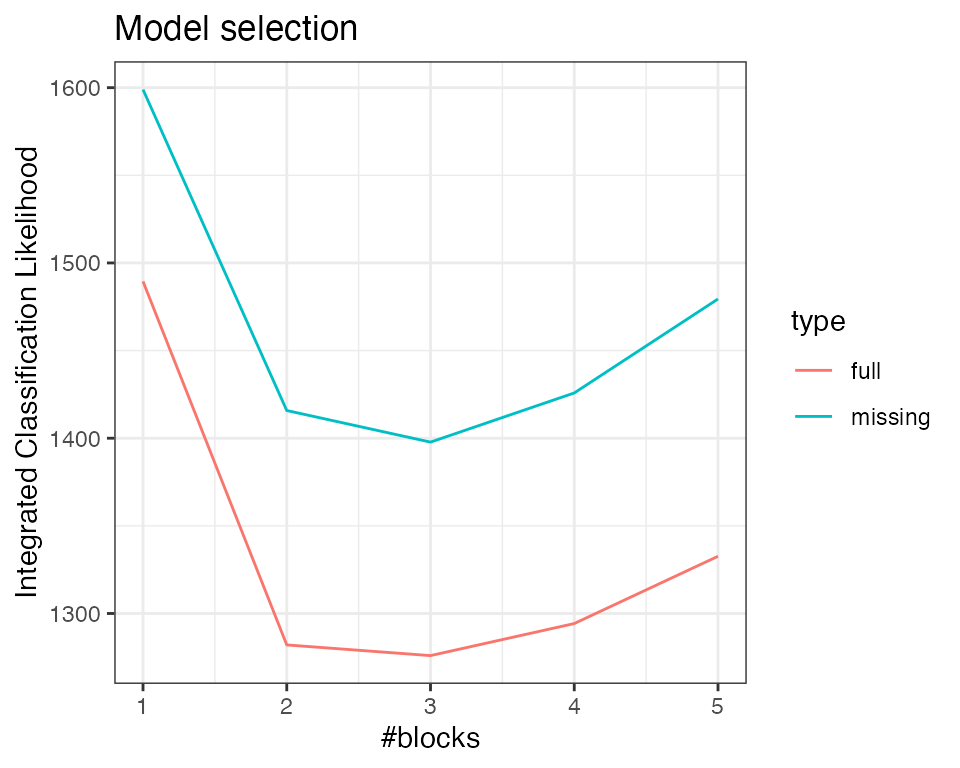 Model selection
Integrated Classification Likelihood
1600
1500
1400
1300
1
2
3
4
5
#blocks
type
full
missing